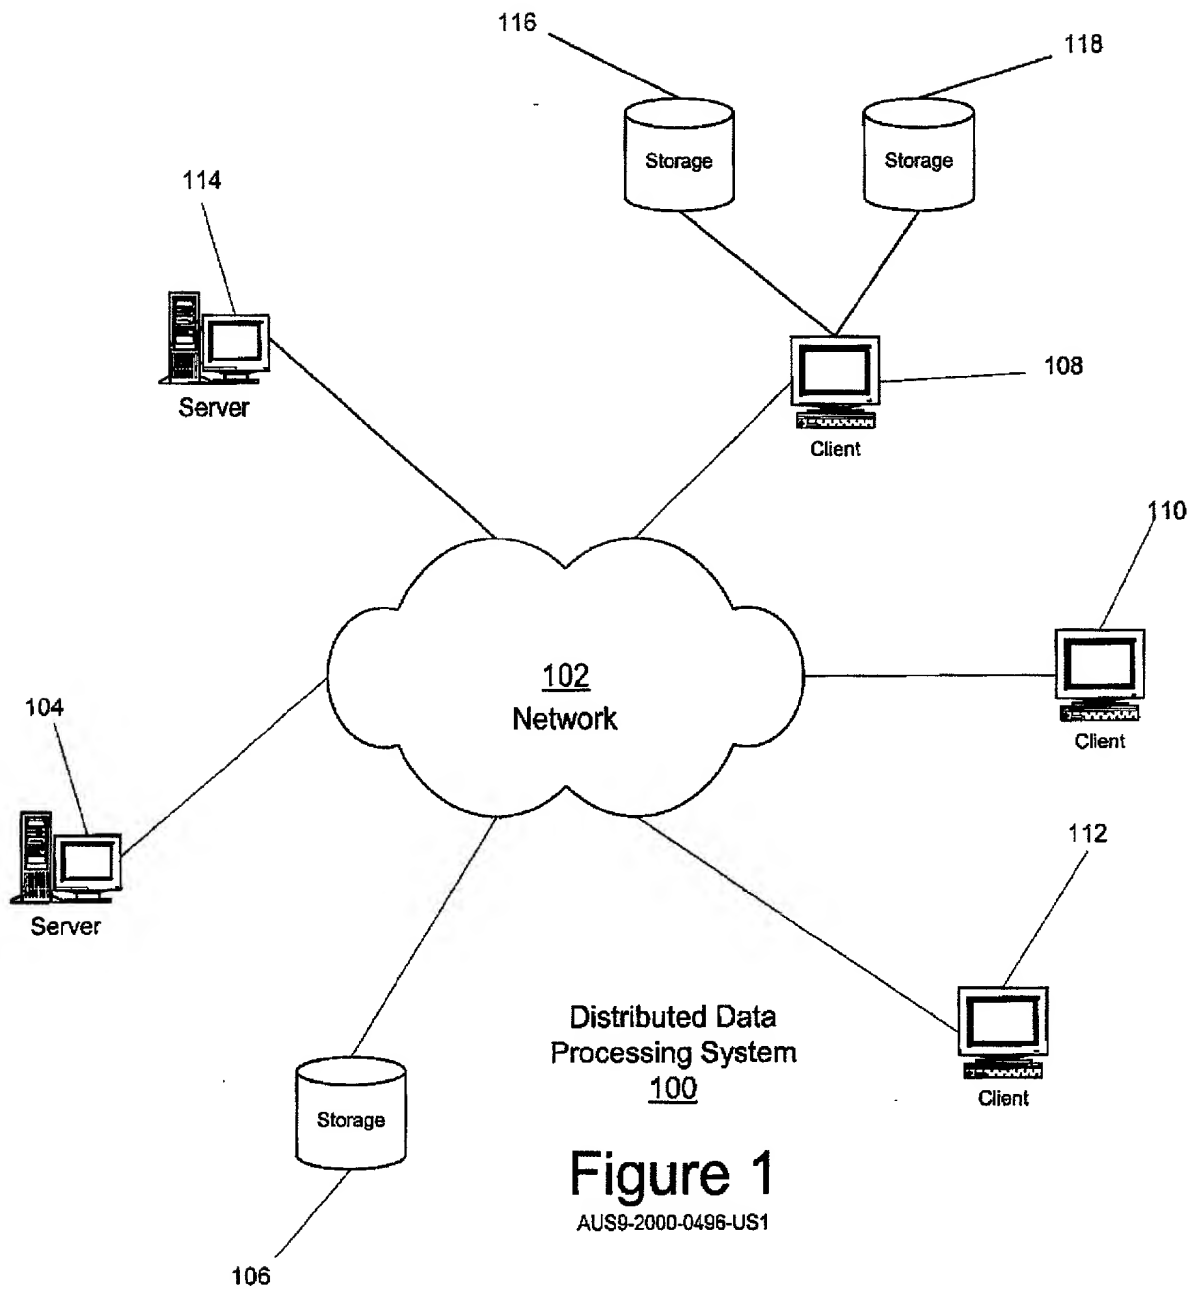 116
118
Storage
Storage
114
108
Server
Client
110
102
Network
104
Client
112
Server
Distributed Data
Processing System
100
Client
Storage
Figure 1
AUS9-2000-0496-US1
106